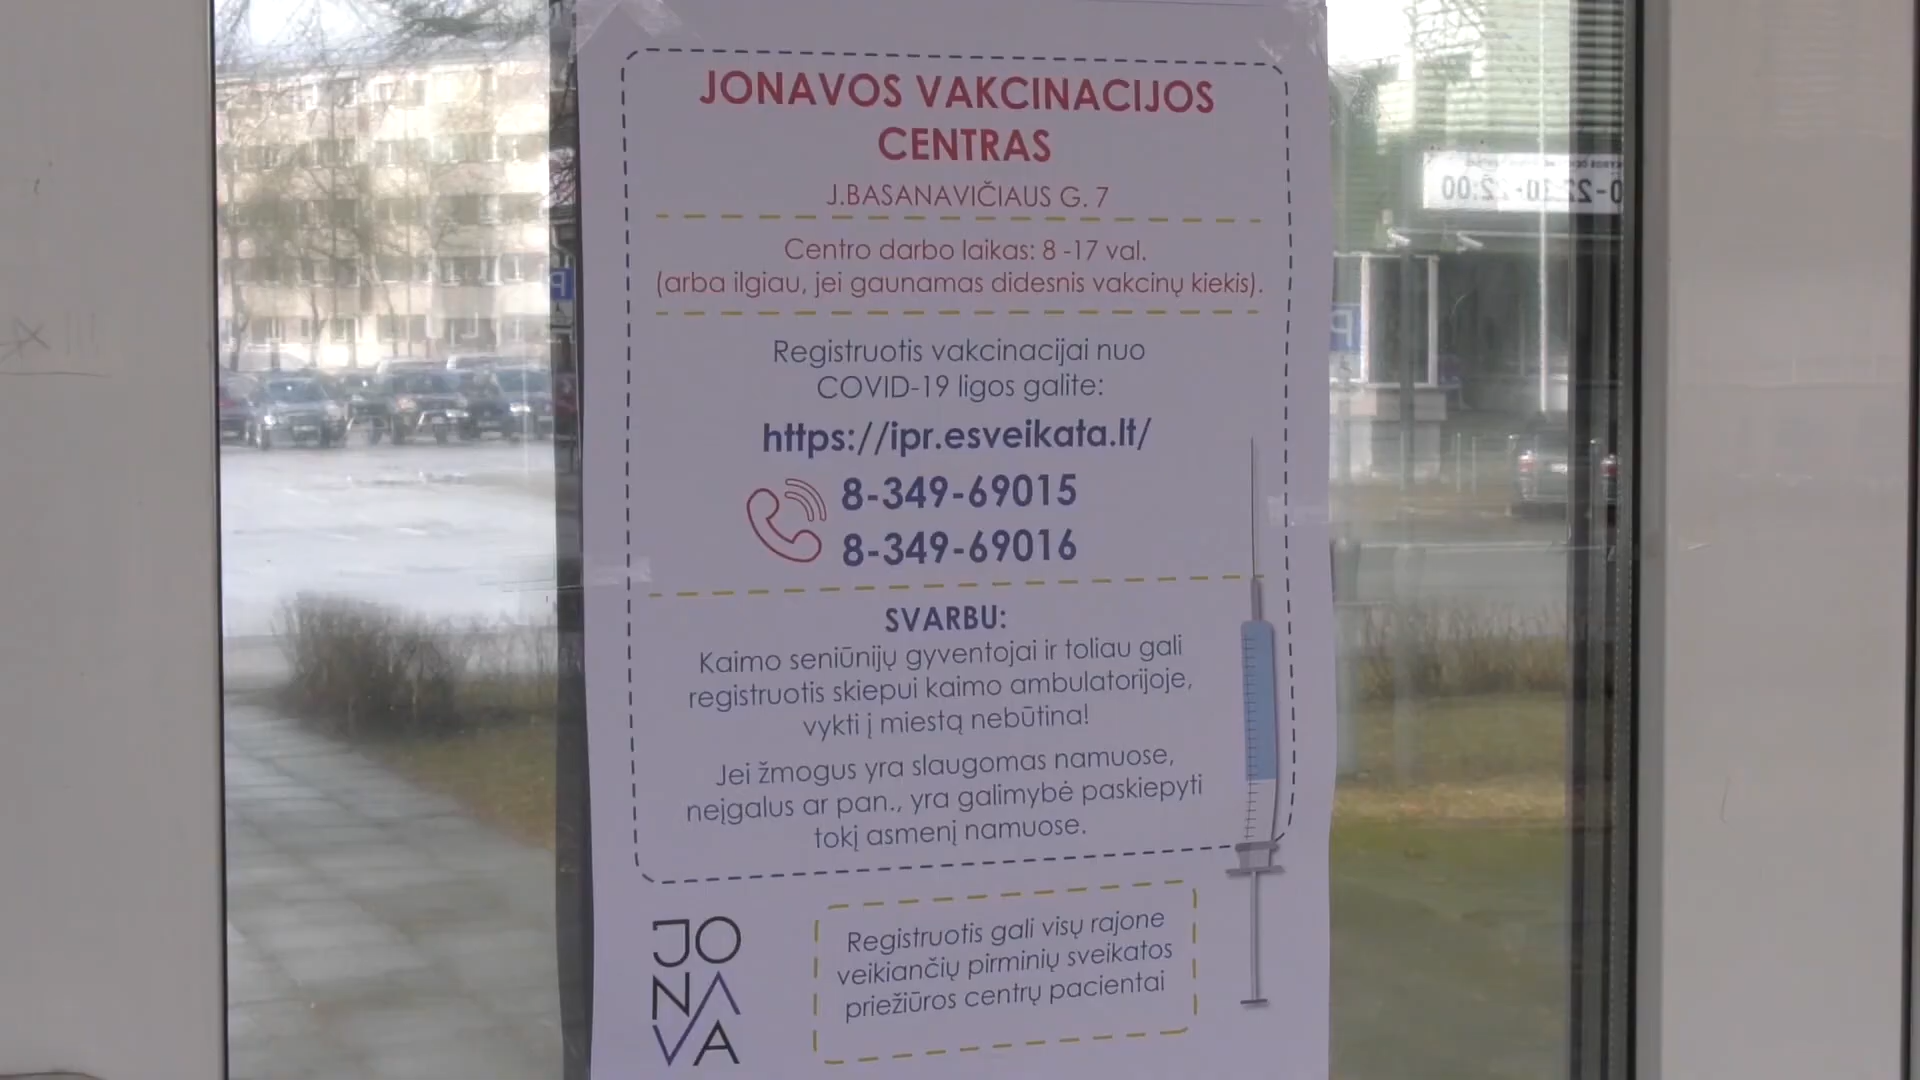 JONAVOS VAKCINACIJOS
CENTRAS
J.BASANAVIČIAUS G. 7
Centro darbo laikas: 8 -17 val.
(arba ilgiau, jei gaunamas didesnis vakcinų kiekis).
Registruotis vakcinacijai nuo
COVID-19 ligos galite:
https://ipr.esveikata.lt/
8-349-69015
8-349-69016
SVARBU:
Kaimo seniūnijų gyventojai ir toliau gali
registruotis skiepui kaimo ambulatorijoje,
vykti į miestą nebūtina!
Jei žmogus yra slaugomas namuose,
neįgalus ar pan., yra galimybė paskiepyti
tokį asmenį namuose.
Registruotis gali visų rajone
veikiančių pirminių sveikatos
priežiūros centrų pacientai
JO
NA
VA